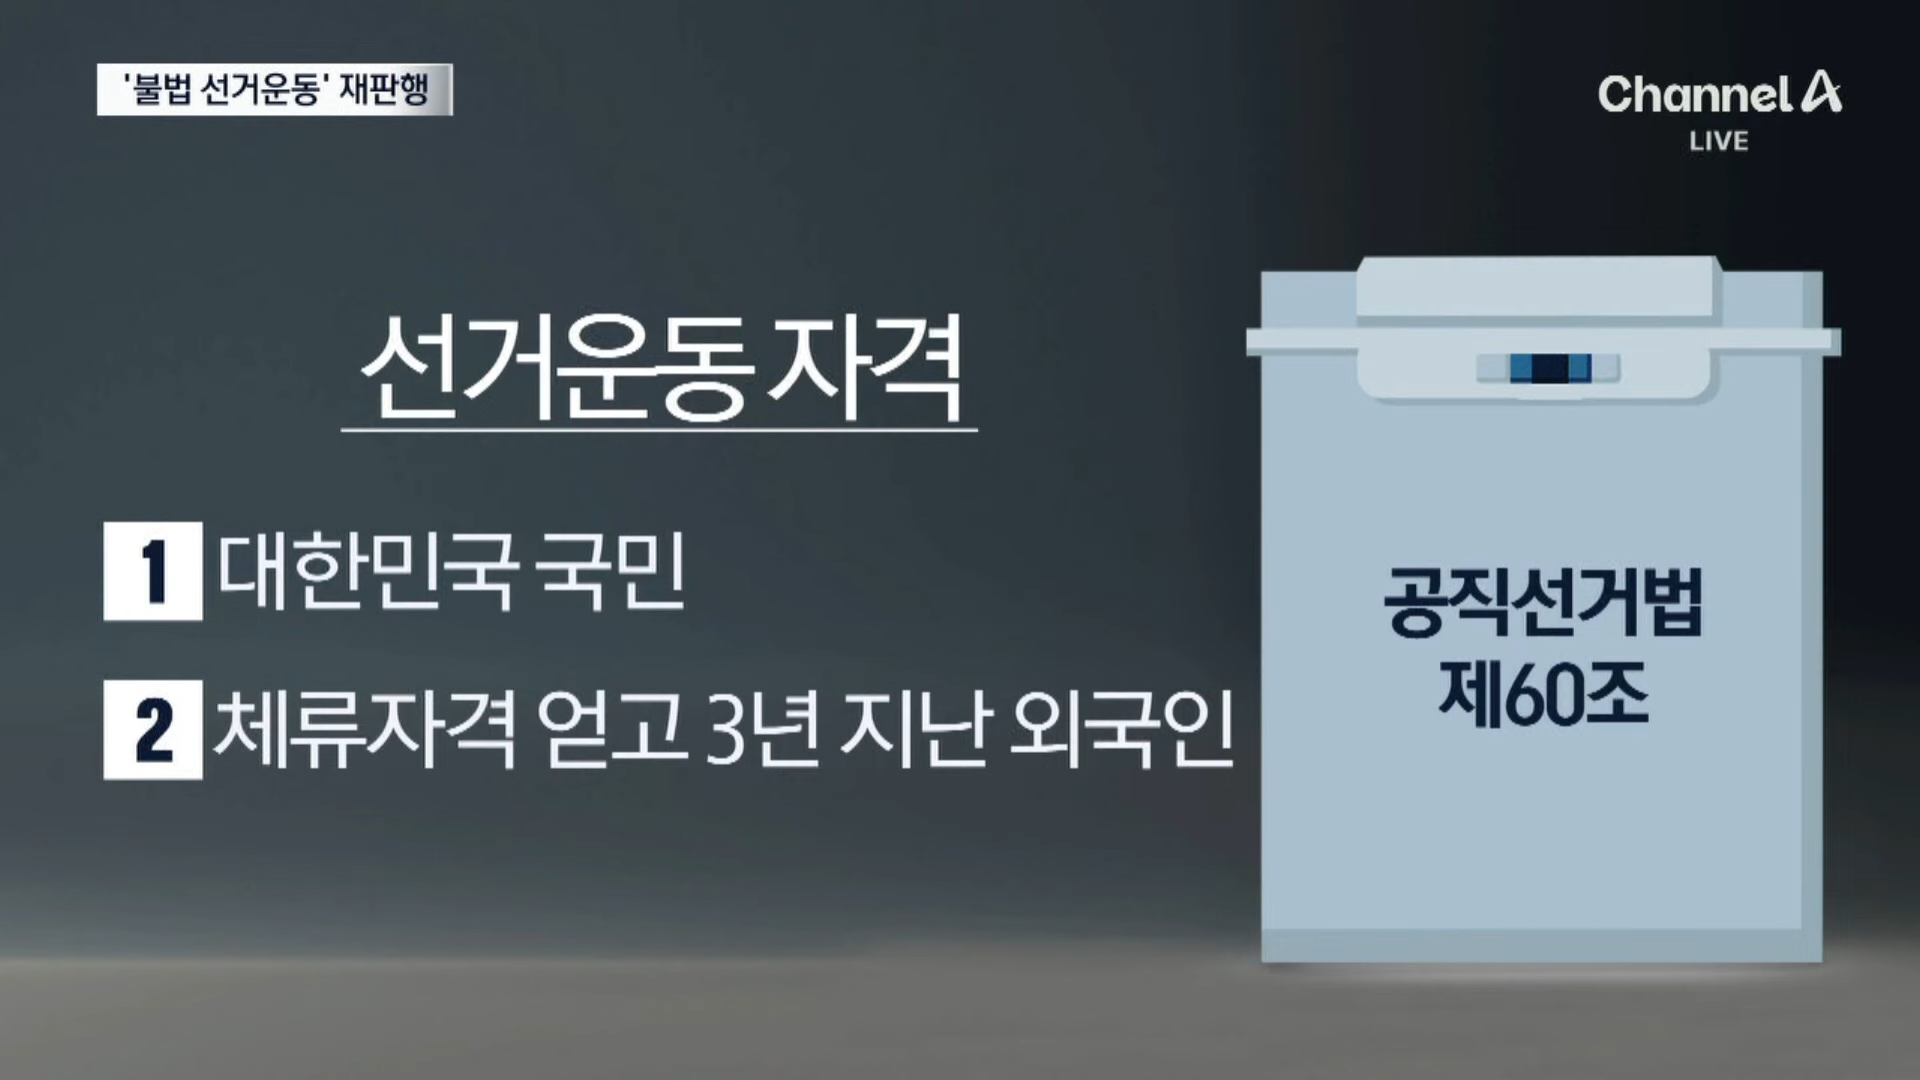 '불법 선거운동' 재판행
Channel A
LIVE
선거운동 자격
1 대한민국 국민
2 체류자격 얻고 3년 지난 외국인
공직선거법
제60조